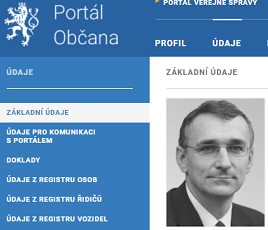 Portál
Občana
PORTÁL VEŘEJNÉ SPRÁVY
PROFIL
ÚDAJE
ÚDAJE
ZÁKLADNÍ ÚDAJE
ÚDAJE PRO KOMUNIKACI
S PORTÁLEM
DOKLADY
ÚDAJE Z REGISTRU OSOB
ÚDAJE Z REGISTRU ŘIDIČŮ
ÚDAJE Z REGISTRU VOZIDEL
ZÁKLADNÍ ÚDAJE